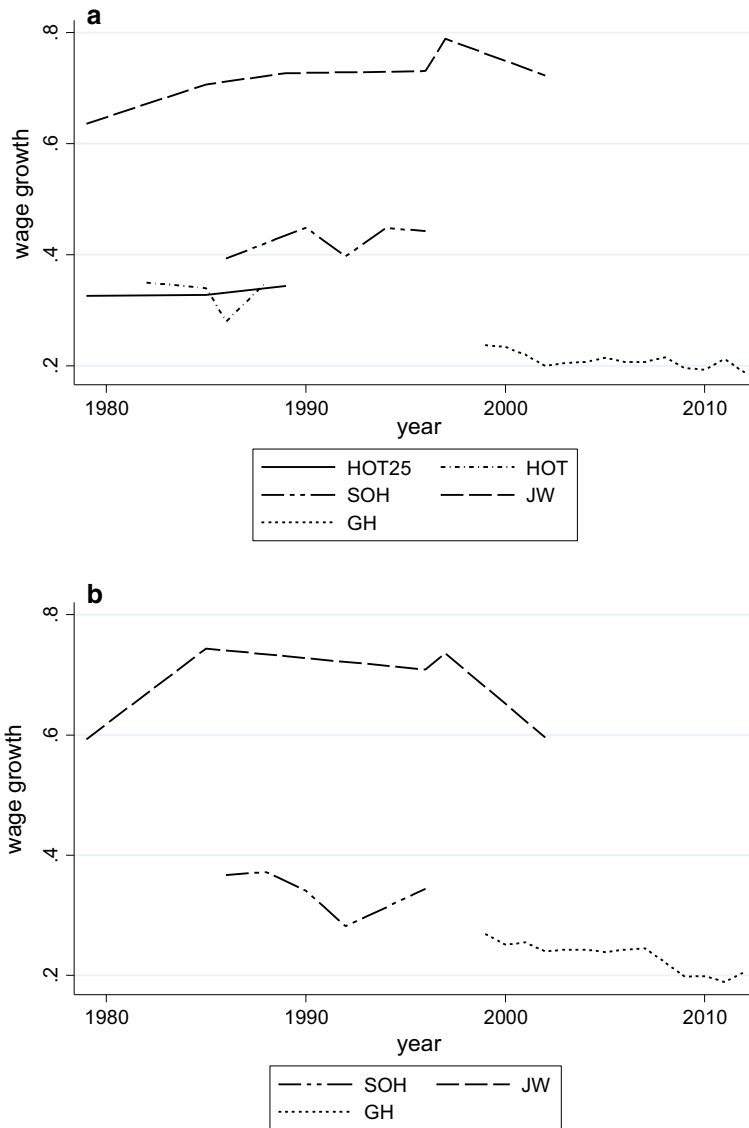 a
.8
.6
.4
.2
wage growth
1980 1990 2000 2010
year
HOT25 HOT
SOH JW
GH
b
.8
.6
.4
.2
wage growth
1980 1990 2000 2010
year
SOH JW
GH